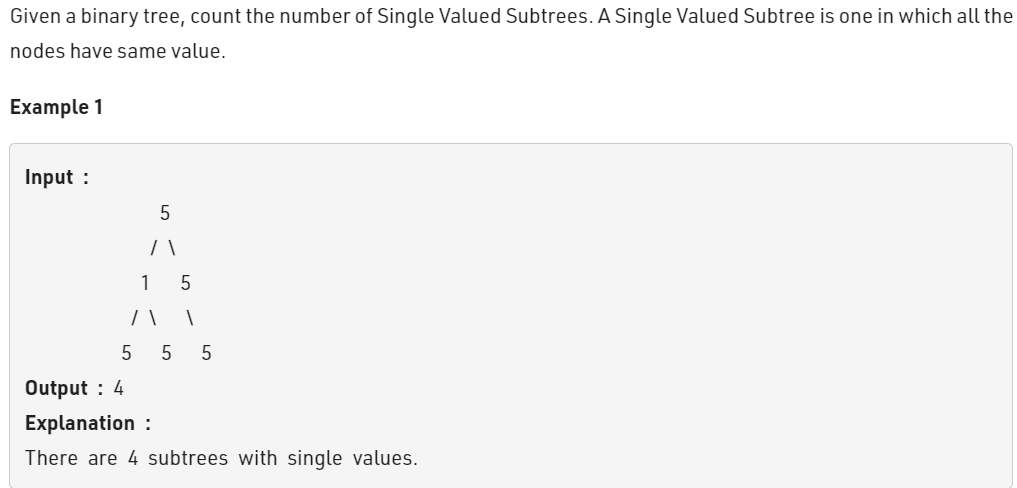 Given a binary tree, count the number of Single Valued Subtrees. A Single Valued Subtree is one in which all the
nodes have same value.
Example 1
Input :
5
/ \
1 5
/ \ \
5 5 5
Output : 4
Explanation :
There are 4 subtrees with single values.